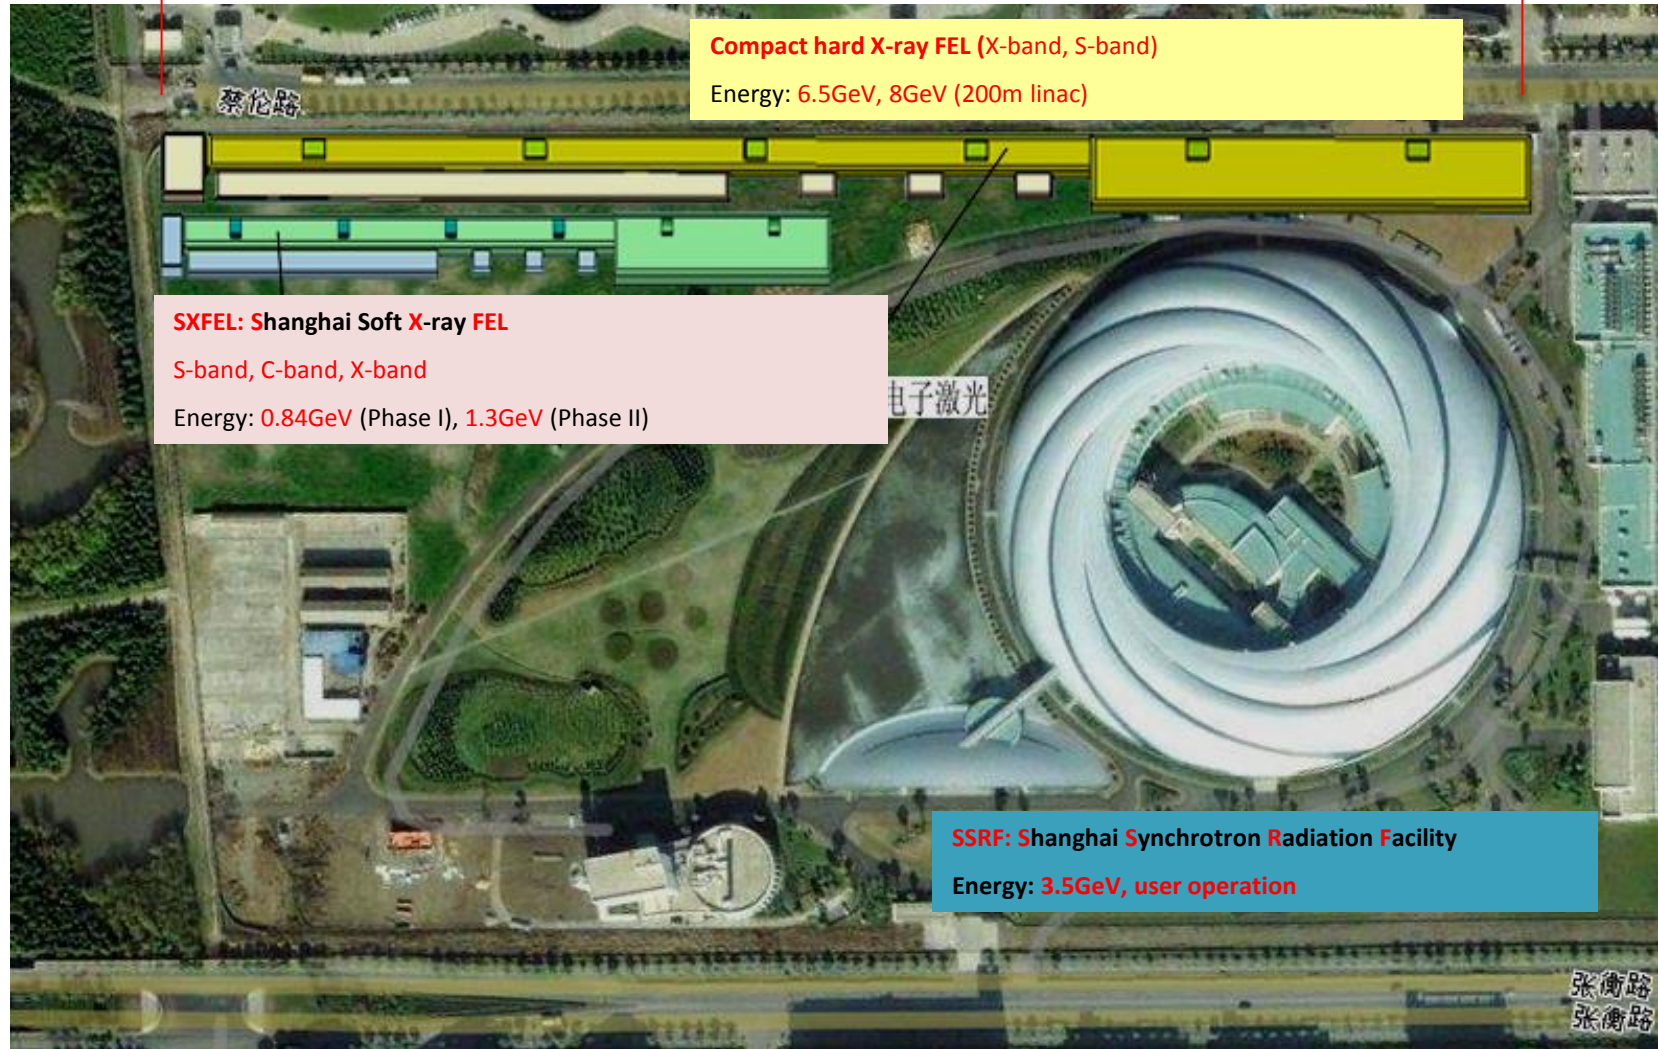 Compact hard X-ray FEL (X-band, S-band)
Energy: 6.5GeV, 8GeV (200m linac)
蔡伦路
SXFEL: Shanghai Soft X-ray FEL
S-band, C-band, X-band
Energy: 0.84GeV (Phase I), 1.3GeV (Phase II)
电子激光
SSRF: Shanghai Synchrotron Radiation Facility
Energy: 3.5GeV, user operation
张衡路
张衡路